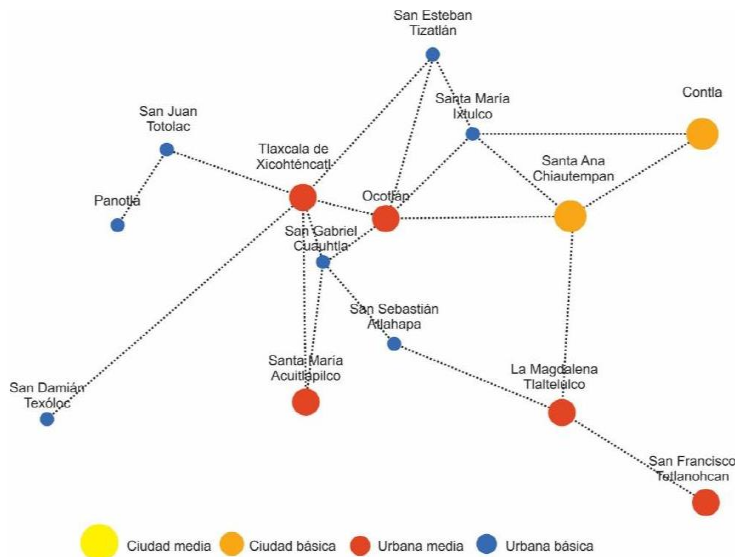 San Esteban
Tizatlán
Santa María
Ixtulco
Contla
San Juan
Totolac
Tlaxcala de
Xicohténcatl
Santa Ana
Chiautempan
Panotla
Ocotlán
San Gabriel
Cuauhtla
San Sebastián
Atlahapa
Santa María
Acuitlapilco
La Magdalena
Tlaltelulco
San Damián
Texóloc
San Francisco
Tetlanohcan
Ciudad media
Ciudad básica
Urbana media
Urbana básica